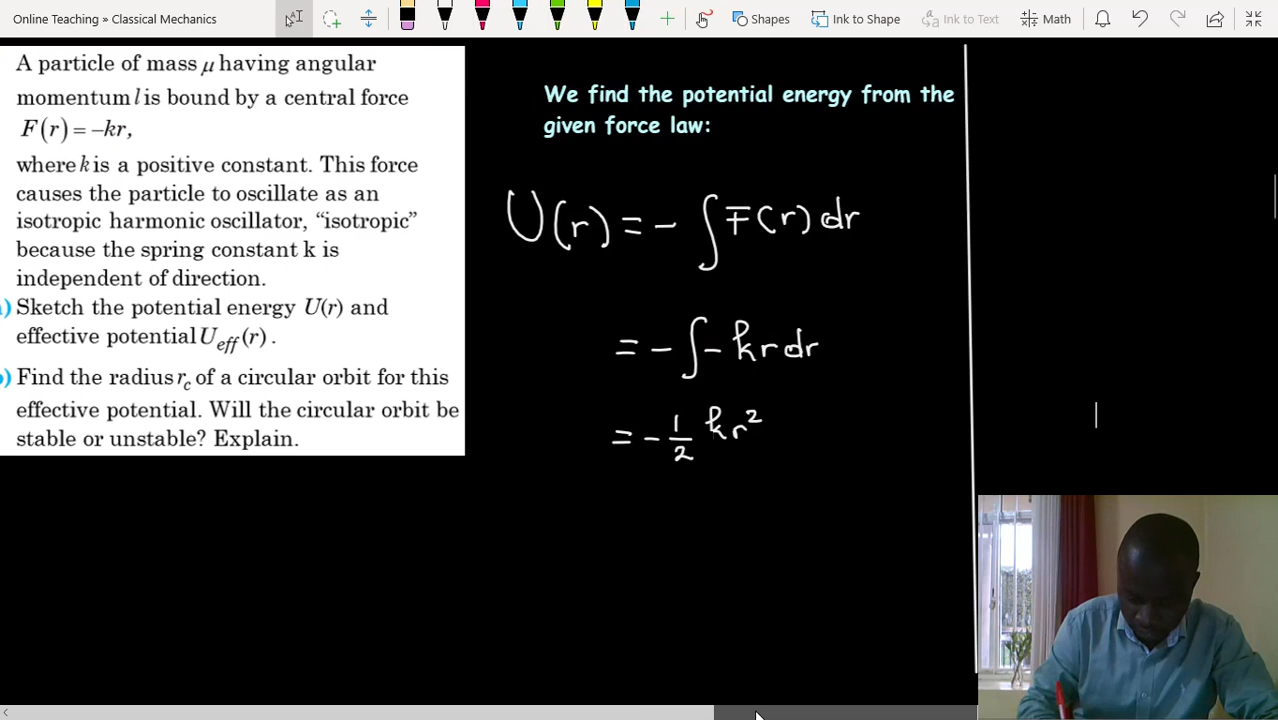 Online Teaching » Classical Mechanics
Shapes
Ink to Shape
Ink to Text
Math
A particle of mass μ having angular
momentum l is bound by a central force
F(r) = –kr,
where k is a positive constant. This force
causes the particle to oscillate as an
isotropic harmonic oscillator, “isotropic”
because the spring constant k is
independent of direction.
) Sketch the potential energy U(r) and
effective potential U_eff(r).
) Find the radius r_c of a circular orbit for this
effective potential. Will the circular orbit be
stable or unstable? Explain.
We find the potential energy from the
given force law:
U(r) = - ∫ F(r) dr
= - ∫ - kr dr
= - 1/2 kr²